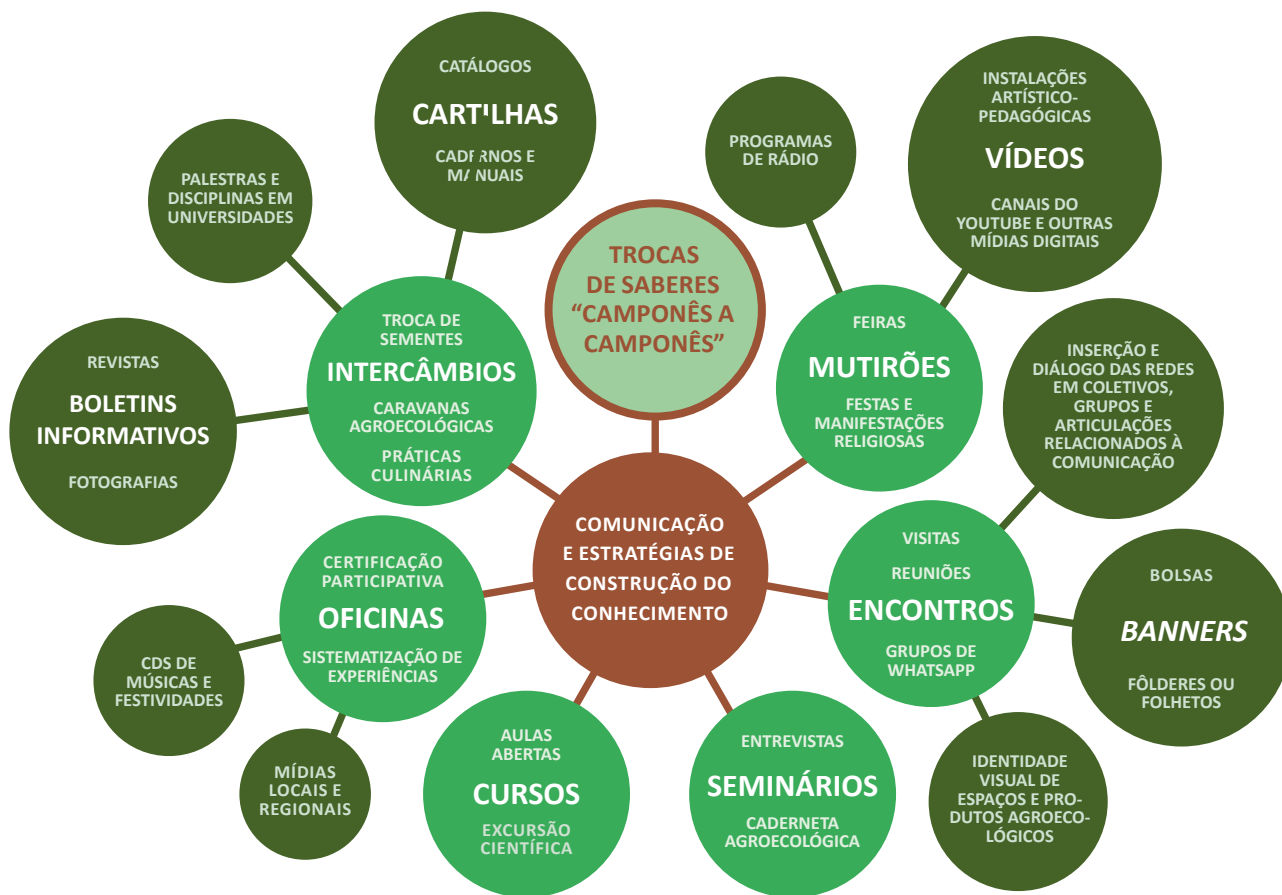 CATÁLOGOS
CARTILHAS
CADERNOS E
MANUAIS
PALESTRAS E
DISCIPLINAS EM
UNIVERSIDADES
REVISTAS
BOLETINS
INFORMATIVOS
FOTOGRAFIAS
TROCA DE
SEMENTES
INTERCÂMBIOS
CARAVANAS
AGROECOLÓGICAS
PRÁTICAS
CULINÁRIAS
TROCAS
DE SABERES
“CAMPONÊS A
CAMPONÊS”
PROGRAMAS
DE RÁDIO
INSTALAÇÕES
ARTÍSTICO-
PEDAGÓGICAS
VÍDEOS
CANAIS DO
YOUTUBE E OUTRAS
MÍDIAS DIGITAIS
FEIRAS
MUTIRÕES
FESTAS E
MANIFESTAÇÕES
RELIGIOSAS
INSERÇÃO E
DIÁLOGO DAS REDES
EM COLETIVOS,
GRUPOS E
ARTICULAÇÕES
RELACIONADOS À
COMUNICAÇÃO
COMUNICAÇÃO
E ESTRATÉGIAS DE
CONSTRUÇÃO DO
CONHECIMENTO
VISITAS
REUNIÕES
ENCONTROS
GRUPOS DE
WHATSAPP
BOLSAS
BANNERS
FÔLDERES OU
FOLHETOS
CERTIFICAÇÃO
PARTICIPATIVA
OFICINAS
SISTEMATIZAÇÃO DE
EXPERIÊNCIAS
CDS DE
MÚSICAS E
FESTIVIDADES
MÍDIAS
LOCAIS E
REGIONAIS
AULAS
ABERTAS
CURSOS
EXCURSÃO
CIENTÍFICA
ENTREVISTAS
SEMINÁRIOS
CADERNETA
AGROECOLÓGICA
IDENTIDADE
VISUAL DE
ESPAÇOS E PRO-
DUTOS AGROECO-
LÓGICOS